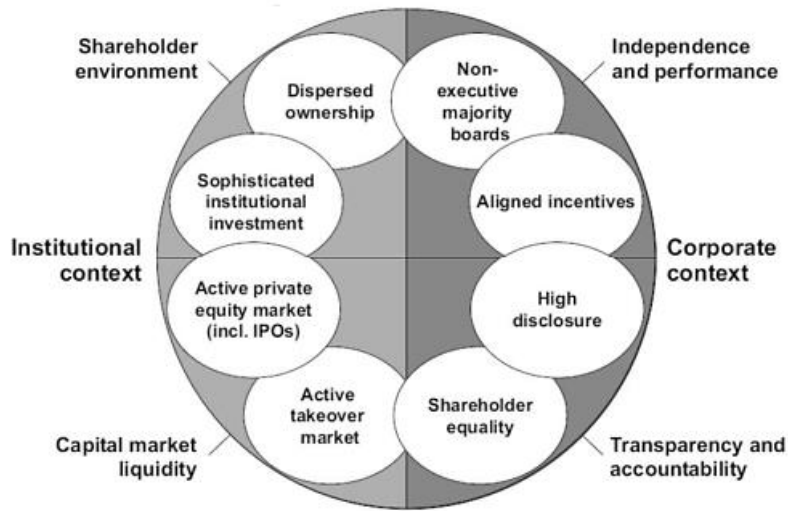 Shareholder
environment
Independence
and performance
Dispersed
ownership
Non-
executive
majority
boards
Sophisticated
institutional
investment
Aligned incentives
Institutional
context
Corporate
context
Active private
equity market
(incl. IPOs)
High
disclosure
Active
takeover
market
Shareholder
equality
Capital market
liquidity
Transparency and
accountability